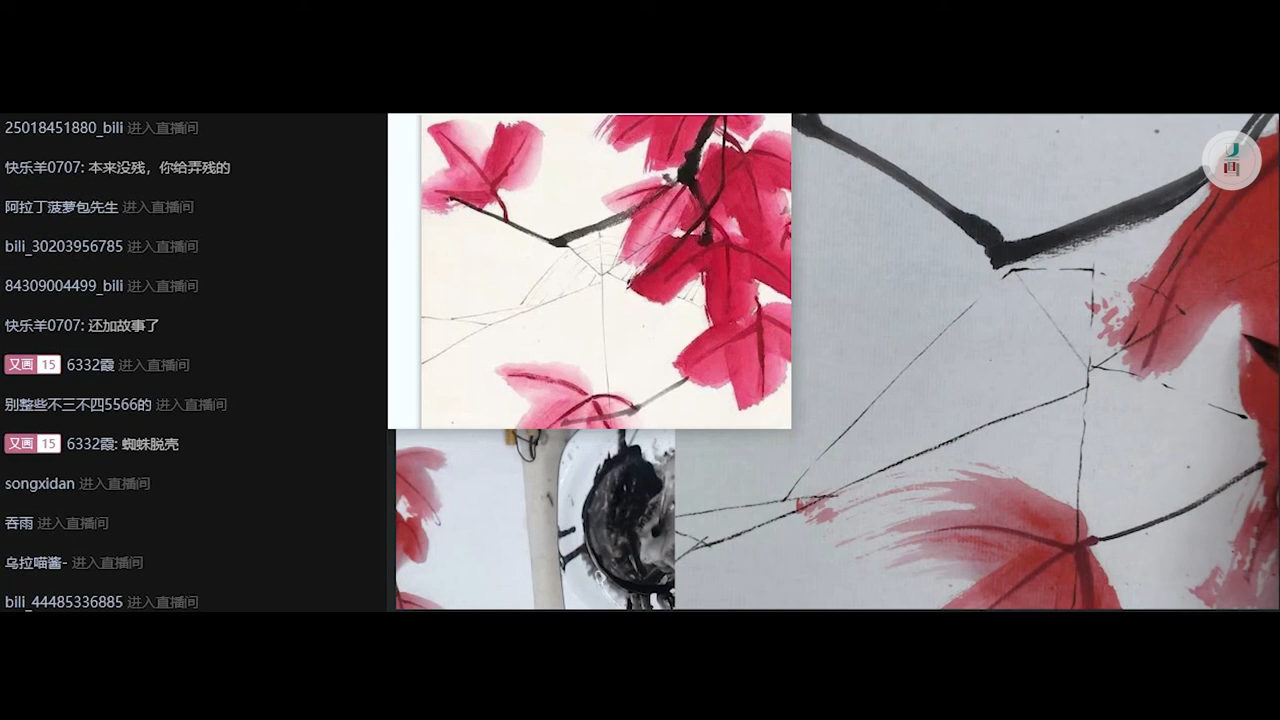 25018451880_bili 进入直播间
快乐羊0707: 本来没残，你给弄残的
阿拉丁菠萝包先生 进入直播间
bili_30203956785 进入直播间
84309004499_bili 进入直播间
快乐羊0707: 还加故事了
又画 15 6332霞 进入直播间
别整些不三不四5566的 进入直播间
又画 15 6332霞: 蜘蛛脱壳
songxidan 进入直播间
吞雨 进入直播间
乌拉喵酱- 进入直播间
bili_44485336885 进入直播间